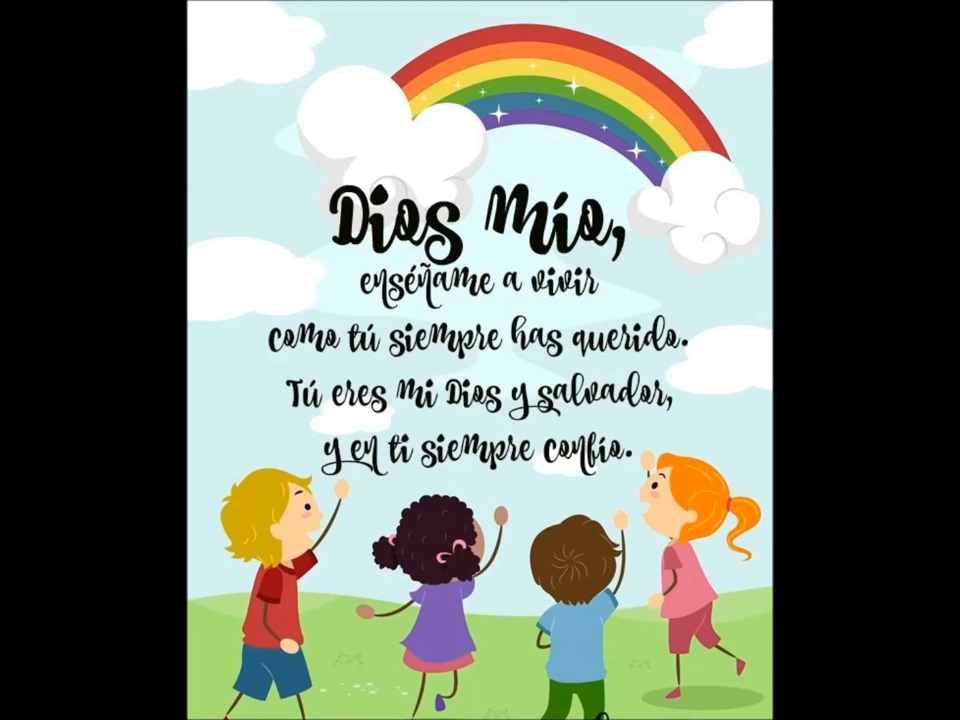 Dios Mío,
enséñame a vivir
como tú siempre has querido.
Tú eres mi Dios y salvador,
y en ti siempre confío.